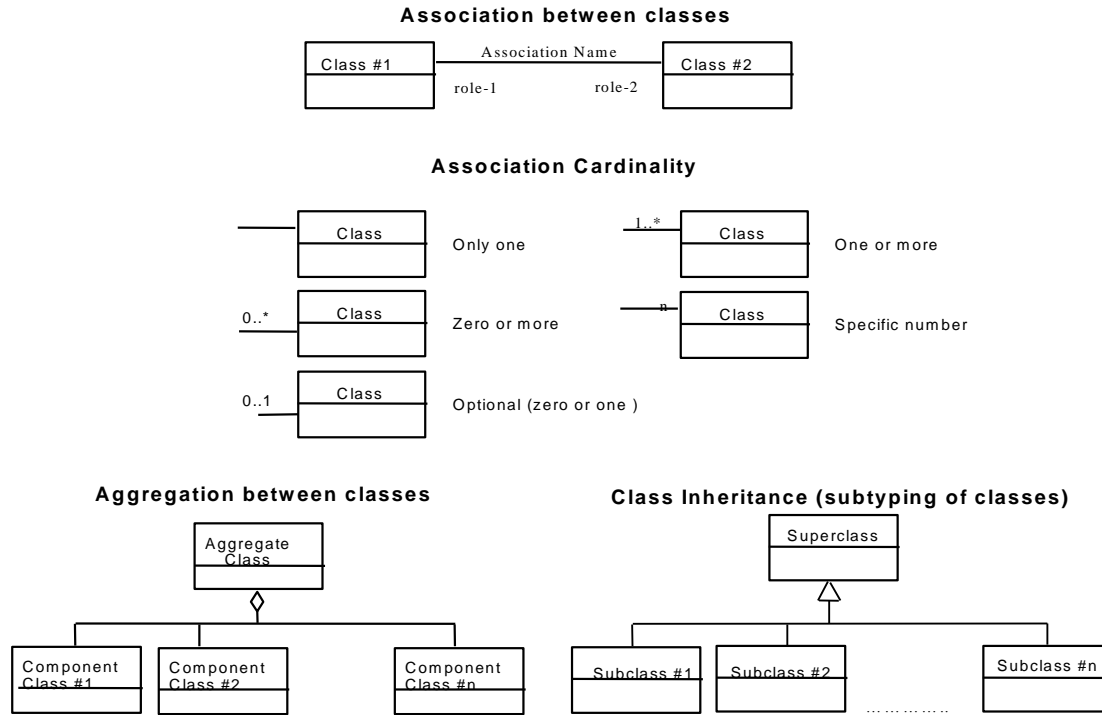 Association between classes
Class #1
Association Name
Class #2
role-1
role-2
Association Cardinality
Class
Only one
1..*
Class
One or more
0..*
Class
Zero or more
n
Class
Specific number
0..1
Class
Optional (zero or one )
Aggregation between classes
Class Inheritance (subtyping of classes)
Aggregate
Class
Superclass
Component
Class #1
Component
Class #2
Component
Class #n
Subclass #1
Subclass #2
Subclass #n
…………..